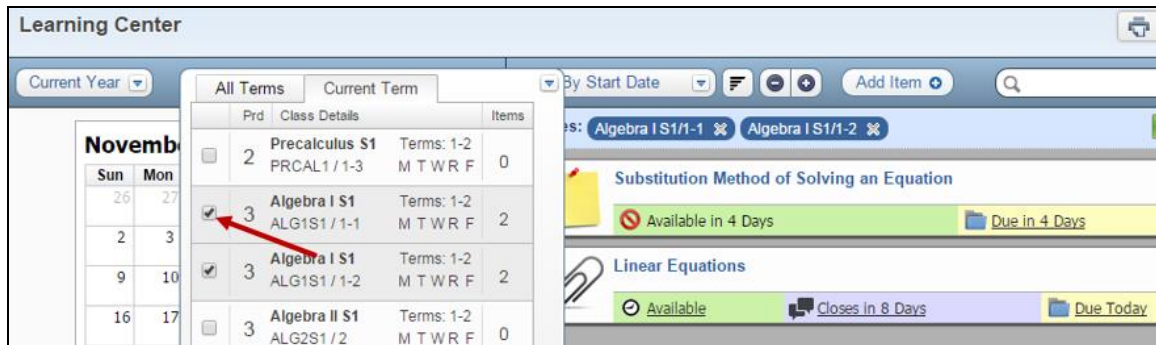 Learning Center
Current Year
All Terms Current Term
By Start Date
Add Item
Prd Class Details Items
2 Precalculus S1 Terms: 1-2 0
PRCAL1 / 1-3 M T W R F
3 Algebra I S1 Terms: 1-2 2
ALG1S1 / 1-1 M T W R F
3 Algebra I S1 Terms: 1-2 2
ALG1S1 / 1-2 M T W R F
3 Algebra II S1 Terms: 1-2 0
ALG2S1 / 2 M T W R F
Novemb
Sun Mon
26 27
2 3
9 10
16 17
es: Algebra I S1/1-1 Algebra I S1/1-2
Substitution Method of Solving an Equation
Available in 4 Days Due in 4 Days
Linear Equations
Available Closes in 8 Days Due Today